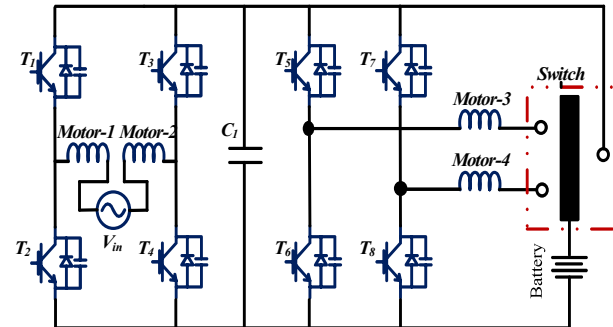 T1
T3
T5
T7
Switch
Motor-1
Motor-2
C1
Motor-3
Motor-4
Vin
T2
T4
T6
T8
Battery